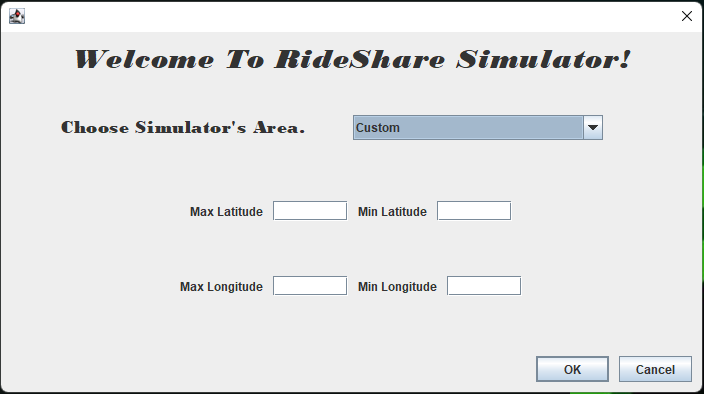 Welcome To RideShare Simulator!
Choose Simulator's Area.
Custom
Max Latitude
Min Latitude
Max Longitude
Min Longitude
OK
Cancel